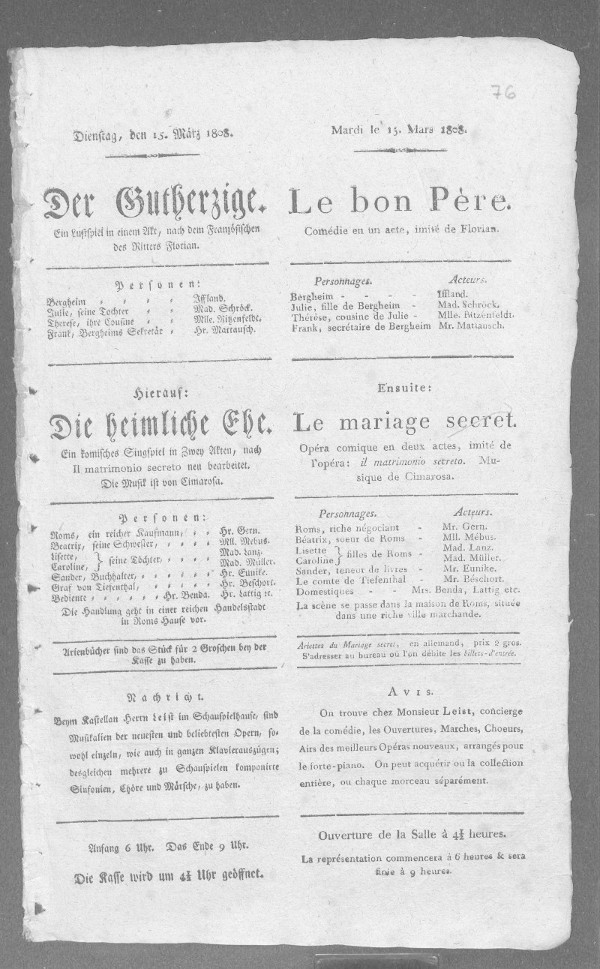 76
Dienstag, den 15. März 1808.
Der Gutherzige.
Ein Lustspiel in einem Akt, nach dem Französischen
des Ritters Florian.
Personen:
Bergheim , , , , Iffland.
Julie, seine Tochter , , , Mad. Schröck.
Therese, ihre Cousine , , Mlle. Bitzenfeldt.
Frank, Bergheims Sekretär , Hr. Mattausch.
Hierauf:
Die heimliche Ehe.
Ein komisches Singspiel in zwey Akten, nach
Il matrimonio secreto neu bearbeitet.
Die Musik ist von Cimarosa.
Personen:
Roms, ein reicher Kaufmann, , , Hr. Gern.
Beatrix, seine Schwester, , , , , Mll. Mebus.
Lisette, } seine Töchter, , , , , Mad. Lanz.
Caroline, Mad. Müller.
Sander, Buchhalter, , , , , , , Hr. Eunike.
Graf von Tiefenthal, , , , , , Hr. Beschort.
Bediente , , , , , , Hr. Benda. Hr. Lattig rc.
Die Handlung geht in einer reichen Handelsstadt
in Roms Hause vor.
Arienbücher sind das Stück für 2 Groschen bey der
Kasse zu haben.
Nachricht.
Beym Kastellan Herrn Leist im Schauspielhause, sind
Musikalien der neuesten und beliebtesten Opern, so-
wohl einzeln, wie auch in ganzen Klavierauszügen;
desgleichen mehrere zu Schauspielen komponirte
Sinfonien, Chöre und Märsche, zu haben.
Anfang 6 Uhr. Das Ende 9 Uhr.
Die Kasse wird um 4½ Uhr geöffnet.
Mardi le 15. Mars 1808.
Le bon Père.
Comédie en un acte, imité de Florian.
Personnages. Acteurs.
Bergheim - - - - Iffland.
Julie, fille de Bergheim - Mad. Schröck.
Thérèse, cousine de Julie - Mlle. Bitzenfeldt.
Frank, secrétaire de Bergheim Mr. Mattausch.
Ensuite:
Le mariage secret.
Opéra comique en deux actes, imité de
l'opéra: il matrimonio secreto. Mu-
sique de Cimarosa.
Personnages. Acteurs.
Roms, riche négociant - Mr. Gern.
Béatrix, soeur de Roms - Mll. Mébus.
Lisette } filles de Roms - Mad. Lanz.
Caroline Mad. Müller.
Sander, teneur de livres - Mr. Eunike.
Le comte de Tiefenthal - Mr. Béschort.
Domestiques - - Mrs. Benda, Lattig etc.
La scène se passe dans la maison de Roms, située
dans une riche ville marchande.
Ariettes du Mariage secret, en allemand, prix 2 gros.
S'adresser au bureau où l'on débite les billets-d'entrée.
Avis.
On trouve chez Monsieur Leist, concierge
de la comédie, les Ouvertures, Marches, Choeurs,
Airs des meilleurs Opéras nouveaux, arrangés pour
le forte-piano. On peut acquérir ou la collection
entière, ou chaque morceau séparément.
Ouverture de la Salle á 4½ heures.
La représentation commencera á 6 heures & sera
finie à 9 heures.